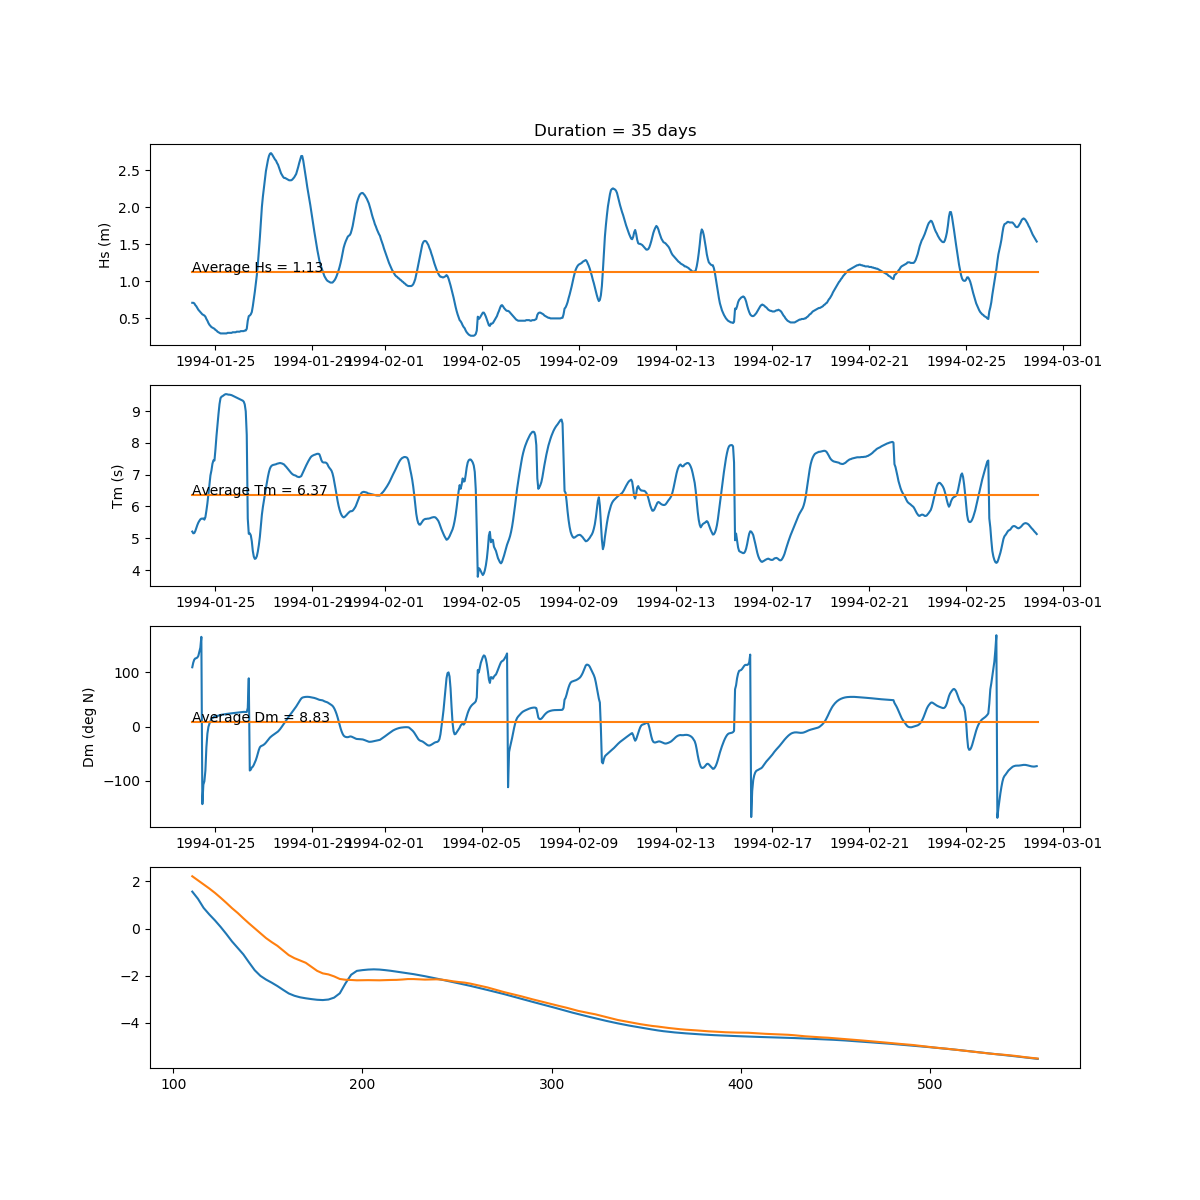 Duration = 35 days
2.5
2.0
1.5
1.0
0.5
Hs (m)
Average Hs = 1.13
1994-01-25 1994-01-29 1994-02-01 1994-02-05 1994-02-09 1994-02-13 1994-02-17 1994-02-21 1994-02-25 1994-03-01
9
8
7
6
5
4
Tm (s)
Average Tm = 6.37
1994-01-25 1994-01-29 1994-02-01 1994-02-05 1994-02-09 1994-02-13 1994-02-17 1994-02-21 1994-02-25 1994-03-01
100
0
−100
Dm (deg N)
Average Dm = 8.83
1994-01-25 1994-01-29 1994-02-01 1994-02-05 1994-02-09 1994-02-13 1994-02-17 1994-02-21 1994-02-25 1994-03-01
2
0
−2
−4
100 200 300 400 500